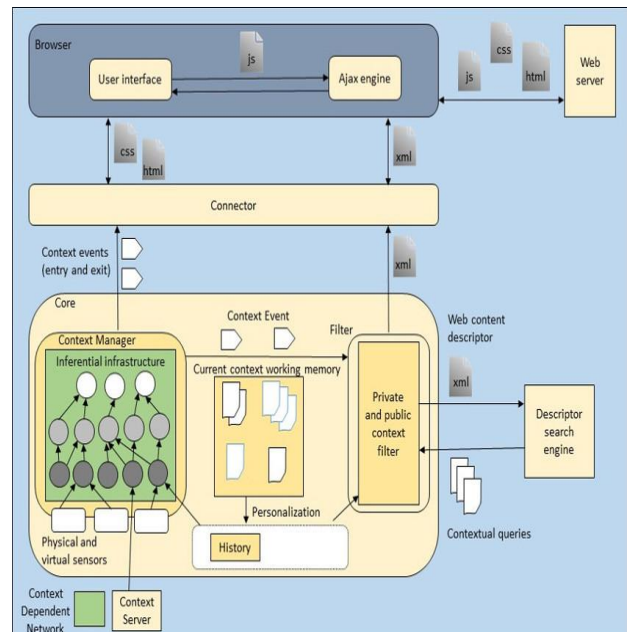 Browser
js
User interface
Ajax engine
js
css
html
Web
server
css
html
xml
Connector
Context events
(entry and exit)
xml
Core
Context Manager
Inferential infrastructure
Context Event
Filter
Current context working memory
Private
and public
context
filter
Web content
descriptor
xml
Descriptor
search
engine
Contextual queries
Personalization
History
Physical and
virtual sensors
Context
Dependent
Network
Context
Server